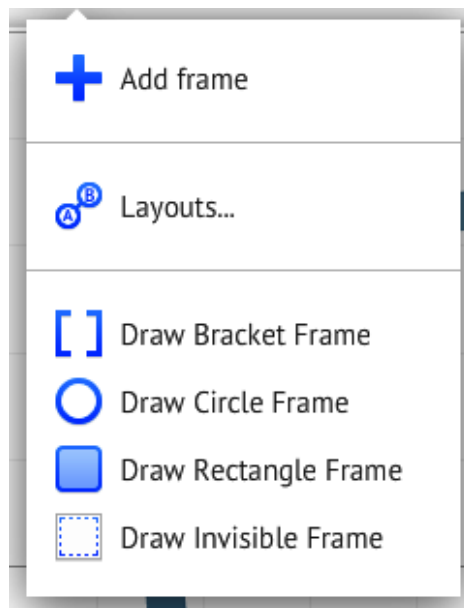 Add frame
A B
Layouts...
Draw Bracket Frame
Draw Circle Frame
Draw Rectangle Frame
Draw Invisible Frame